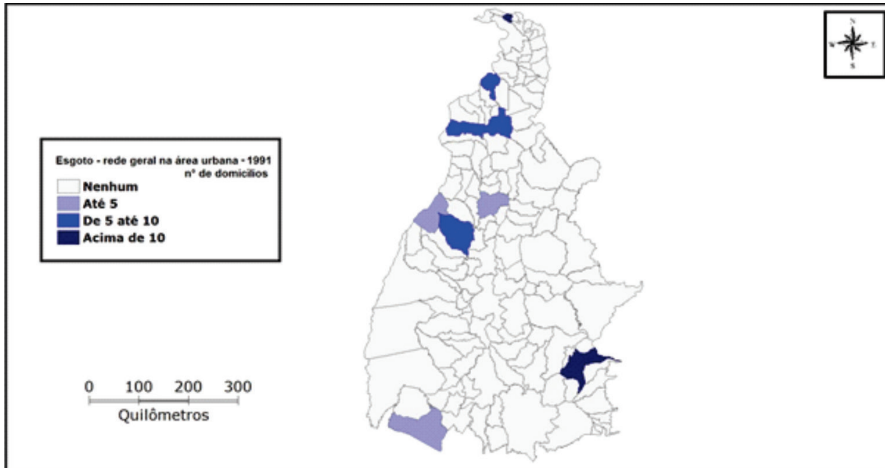 N
W
E
S
Esgoto - rede geral na área urbana - 1991
nº de domicílios
Nenhum
Até 5
De 5 até 10
Acima de 10
0 100 200 300
Quilômetros